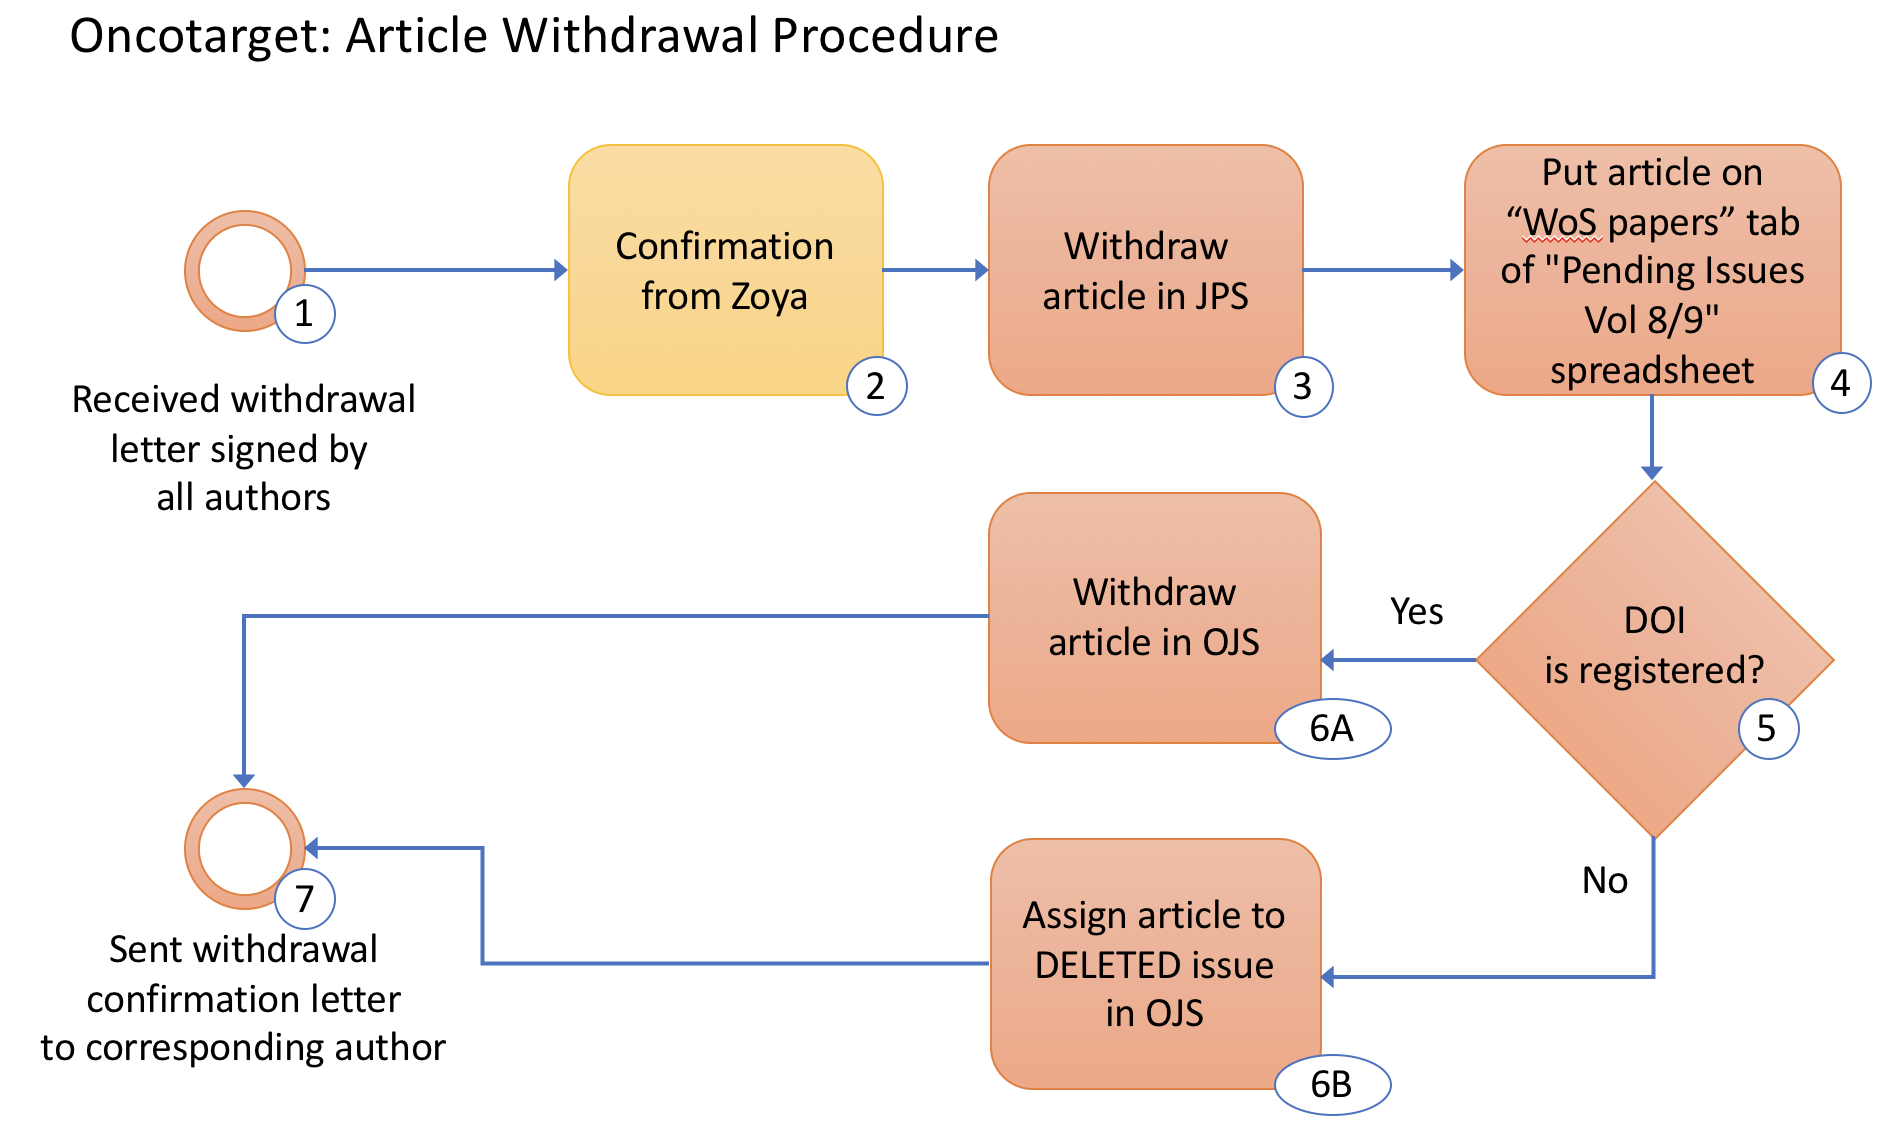 Oncotarget: Article Withdrawal Procedure
1
Received withdrawal
letter signed by
all authors
Confirmation
from Zoya
2
Withdraw
article in JPS
3
Put article on
“WoS papers” tab
of "Pending Issues
Vol 8/9"
spreadsheet
4
DOI
is registered?
5
Yes
Withdraw
article in OJS
6A
No
Assign article to
DELETED issue
in OJS
6B
7
Sent withdrawal
confirmation letter
to corresponding author